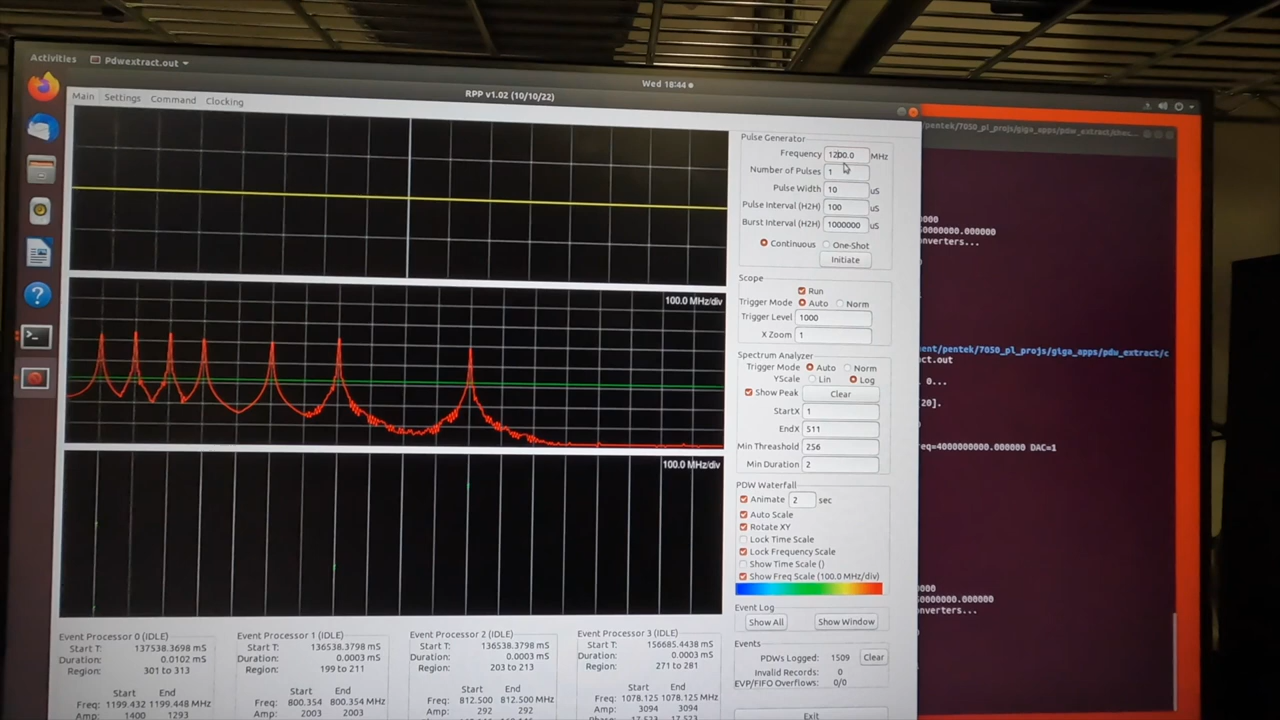 Activities
Pdwextract.out
Wed 18:44
RPP v1.02 (10/10/22)
Main Settings Command Clocking
100.0 MHz/div
100.0 MHz/div
Pulse Generator
Frequency 1200.0 MHz
Number of Pulses 1
Pulse Width 10 uS
Pulse Interval (H2H) 100 uS
Burst Interval (H2H) 1000000 uS
Continuous One-Shot
Initiate
Scope
Run
Trigger Mode Auto Norm
Trigger Level 1000
X Zoom 1
Spectrum Analyzer
Trigger Mode Auto Norm
YScale Lin Log
Show Peak Clear
StartX 1
EndX 511
Min Threshold 256
Min Duration 2
PDW Waterfall
Animate 2 sec
Auto Scale
Rotate XY
Lock Time Scale
Lock Frequency Scale
Show Time Scale ()
Show Freq Scale (100.0 MHz/div)
Event Log
Show All Show Window
Events
PDWs Logged: 1509 Clear
Invalid Records: 0
EVP/FIFO Overflows: 0/0
Exit
Event Processor 0 (IDLE)
Start T: 137538.3698 mS
Duration: 0.0102 mS
Region: 301 to 313
Start End
Freq: 1199.432 1199.448 MHz
Amp: 1400 1293
Event Processor 1 (IDLE)
Start T: 136538.3798 mS
Duration: 0.0003 mS
Region: 199 to 211
Start End
Freq: 800.354 800.354 MHz
Amp: 2003 2003
Event Processor 2 (IDLE)
Start T: 136538.3798 mS
Duration: 0.0003 mS
Region: 203 to 213
Start End
Freq: 812.500 812.500 MHz
Amp: 292 292
Event Processor 3 (IDLE)
Start T: 156685.4438 mS
Duration: 0.0003 mS
Region: 271 to 281
Start End
Freq: 1078.125 1078.125 MHz
Amp: 3094 3094
/pentek/7050_pl_projs/giga_apps/pdw_extract/
0000000.000000
nverters...
ent/pentek/7050_pl_projs/giga_apps/pdw_extract/c
act.out
0...
[20].
req=4000000000.000000 DAC=1
0000000.000000
onverters...